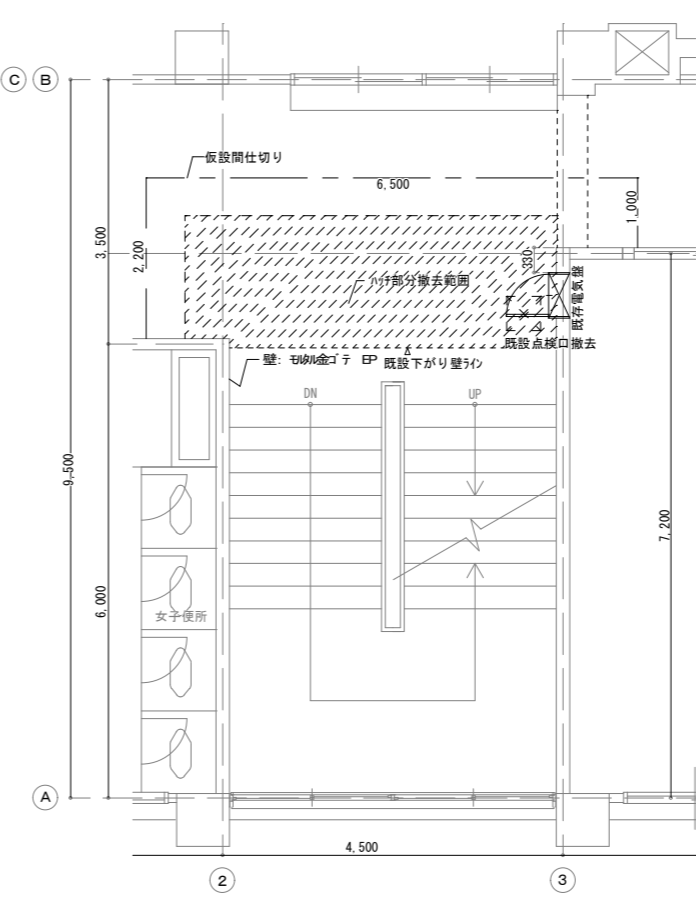 C B
仮設間仕切り
6,500
1,000
3,500
2,200
330
ハッチ部分撤去範囲
既存電気盤
既設点検口撤去
壁: モルタル金ゴテ EP
既設下がり壁ライン
DN
UP
9,500
7,200
6,000
女子便所
A
4,500
2
3